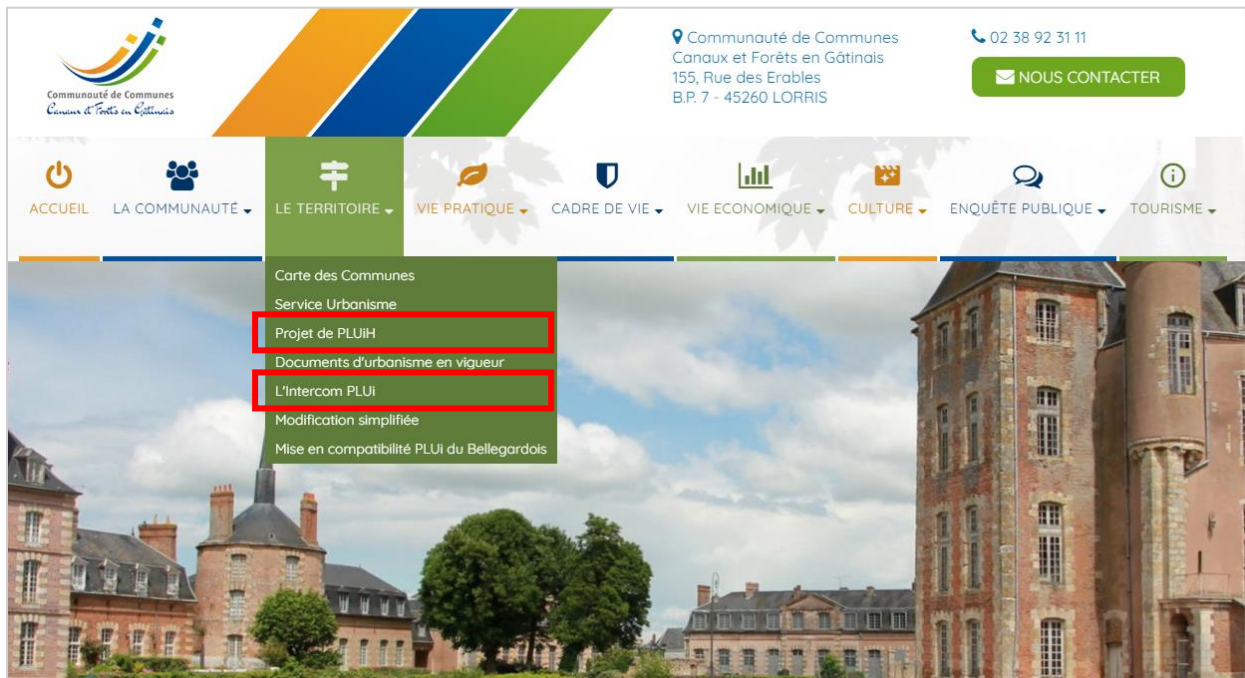 Communauté de Communes
Canaux et Forêts en Gâtinais
Communauté de Communes
Canaux et Forêts en Gâtinais
155, Rue des Erables
B.P. 7 - 45260 LORRIS
02 38 92 31 11
NOUS CONTACTER
ACCUEIL
LA COMMUNAUTÉ
LE TERRITOIRE
VIE PRATIQUE
CADRE DE VIE
VIE ECONOMIQUE
CULTURE
ENQUÊTE PUBLIQUE
TOURISME
Carte des Communes
Service Urbanisme
Projet de PLUiH
Documents d'urbanisme en vigueur
L'Intercom PLUi
Modification simplifiée
Mise en compatibilité PLUi du Bellegardois